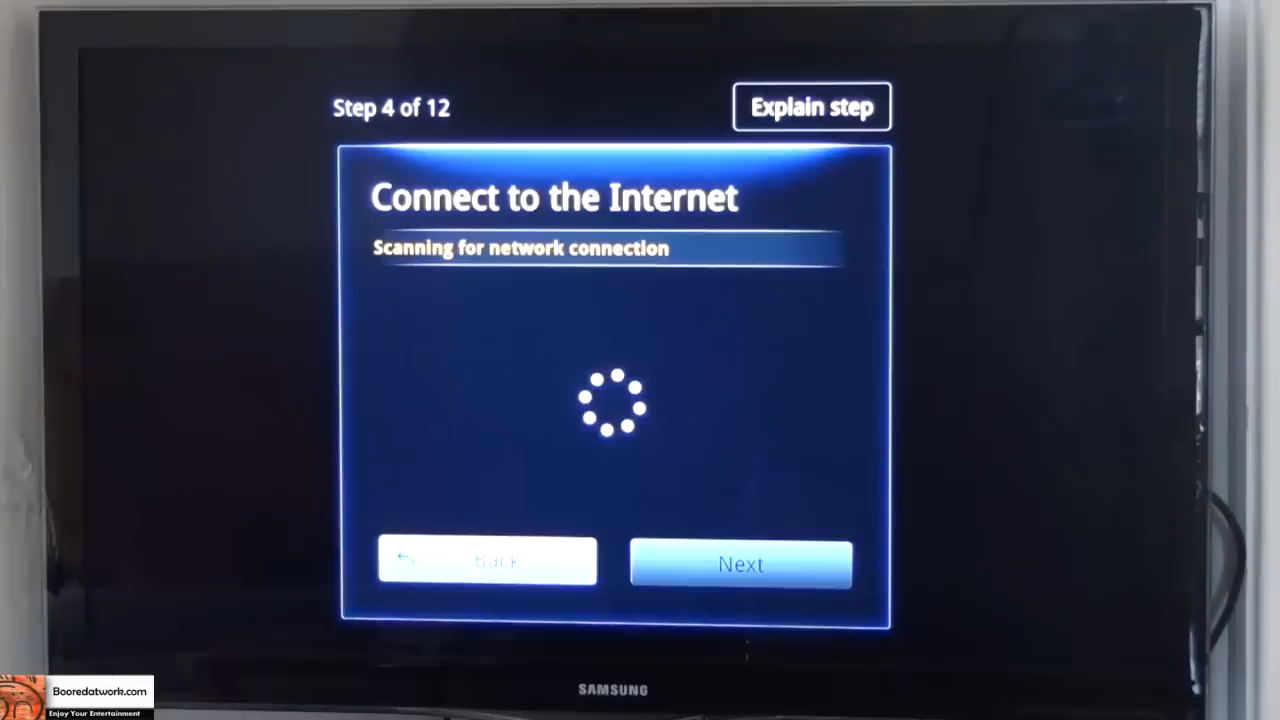 Step 4 of 12
Explain step
Connect to the Internet
Scanning for network connection
Back
Next
SAMSUNG
Booredatwork.com
Enjoy Your Entertainment